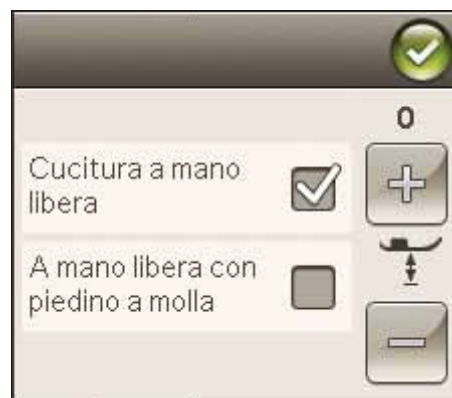 0
Cucitura a mano
libera
A mano libera con
piedino a molla